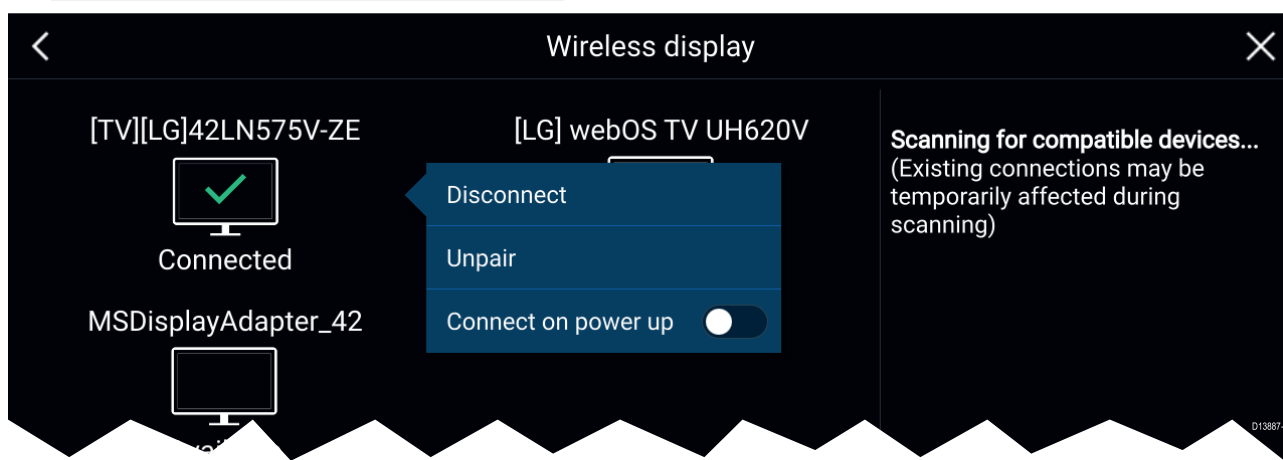 Wireless display
[TV][LG]42LN575V-ZE
[LG] webOS TV UH620V
Connected
MSDisplayAdapter_42
Disconnect
Unpair
Connect on power up
Scanning for compatible devices...
(Existing connections may be
temporarily affected during
scanning)